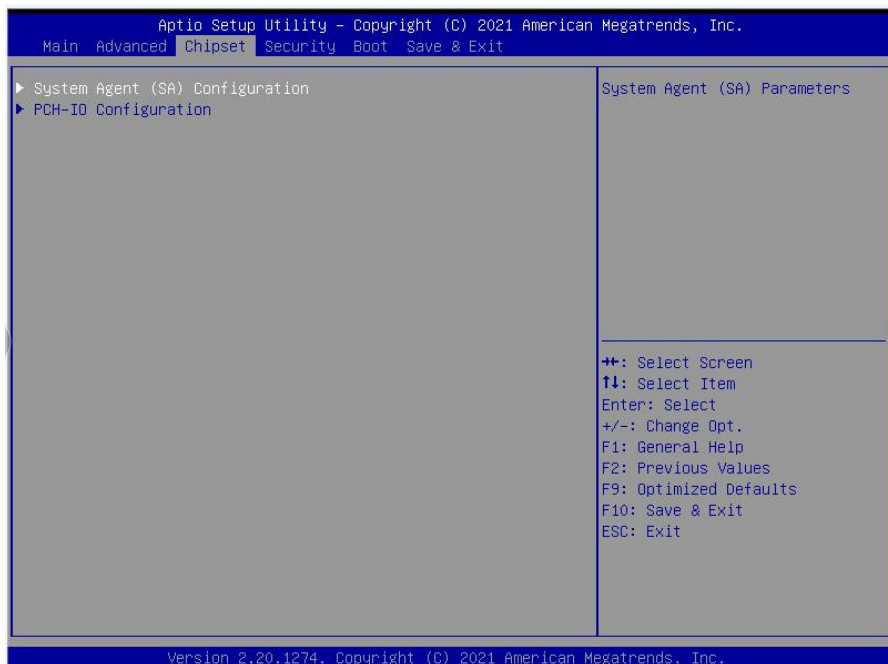 Aptio Setup Utility – Copyright (C) 2021 American Megatrends, Inc.
Main Advanced Chipset Security Boot Save & Exit
▶ System Agent (SA) Configuration
▶ PCH-IO Configuration
System Agent (SA) Parameters
→←: Select Screen
↑↓: Select Item
Enter: Select
+/-: Change Opt.
F1: General Help
F2: Previous Values
F9: Optimized Defaults
F10: Save & Exit
ESC: Exit
Version 2.20.1274. Copyright (C) 2021 American Megatrends, Inc.